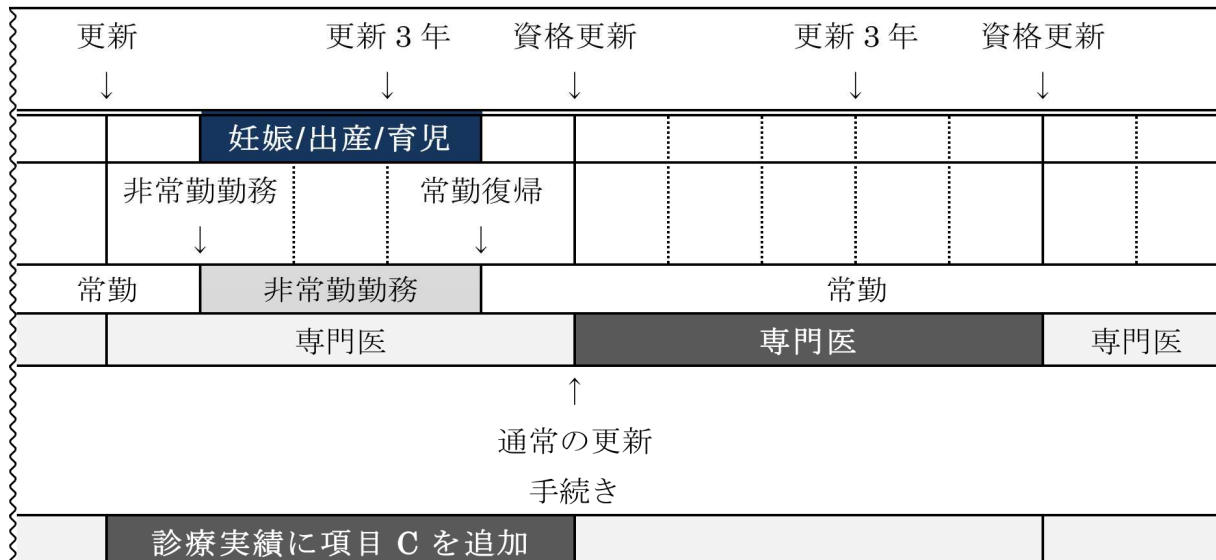 更新 更新 3 年 資格更新 更新 3 年 資格更新
↓ ↓ ↓ ↓ ↓
妊娠/出産/育児
非常勤勤務 常勤復帰
↓ ↓
常勤 非常勤勤務 常勤
専門医 専門医 専門医
↑
通常の更新
手続き
診療実績に項目 C を追加